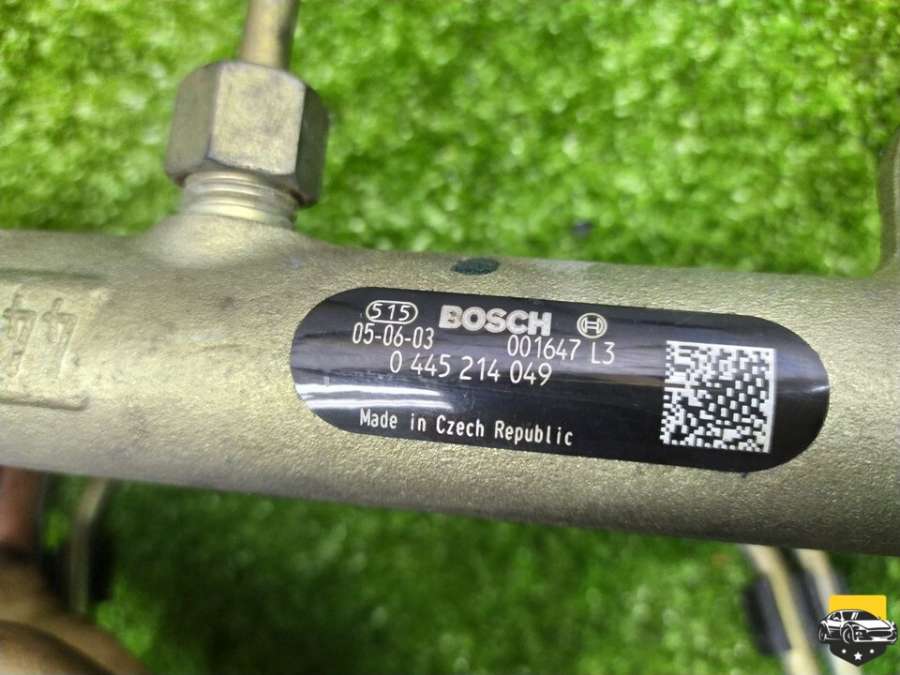 515 BOSCH
05-06-03 001647 L3
0 445 214 049
Made in Czech Republic